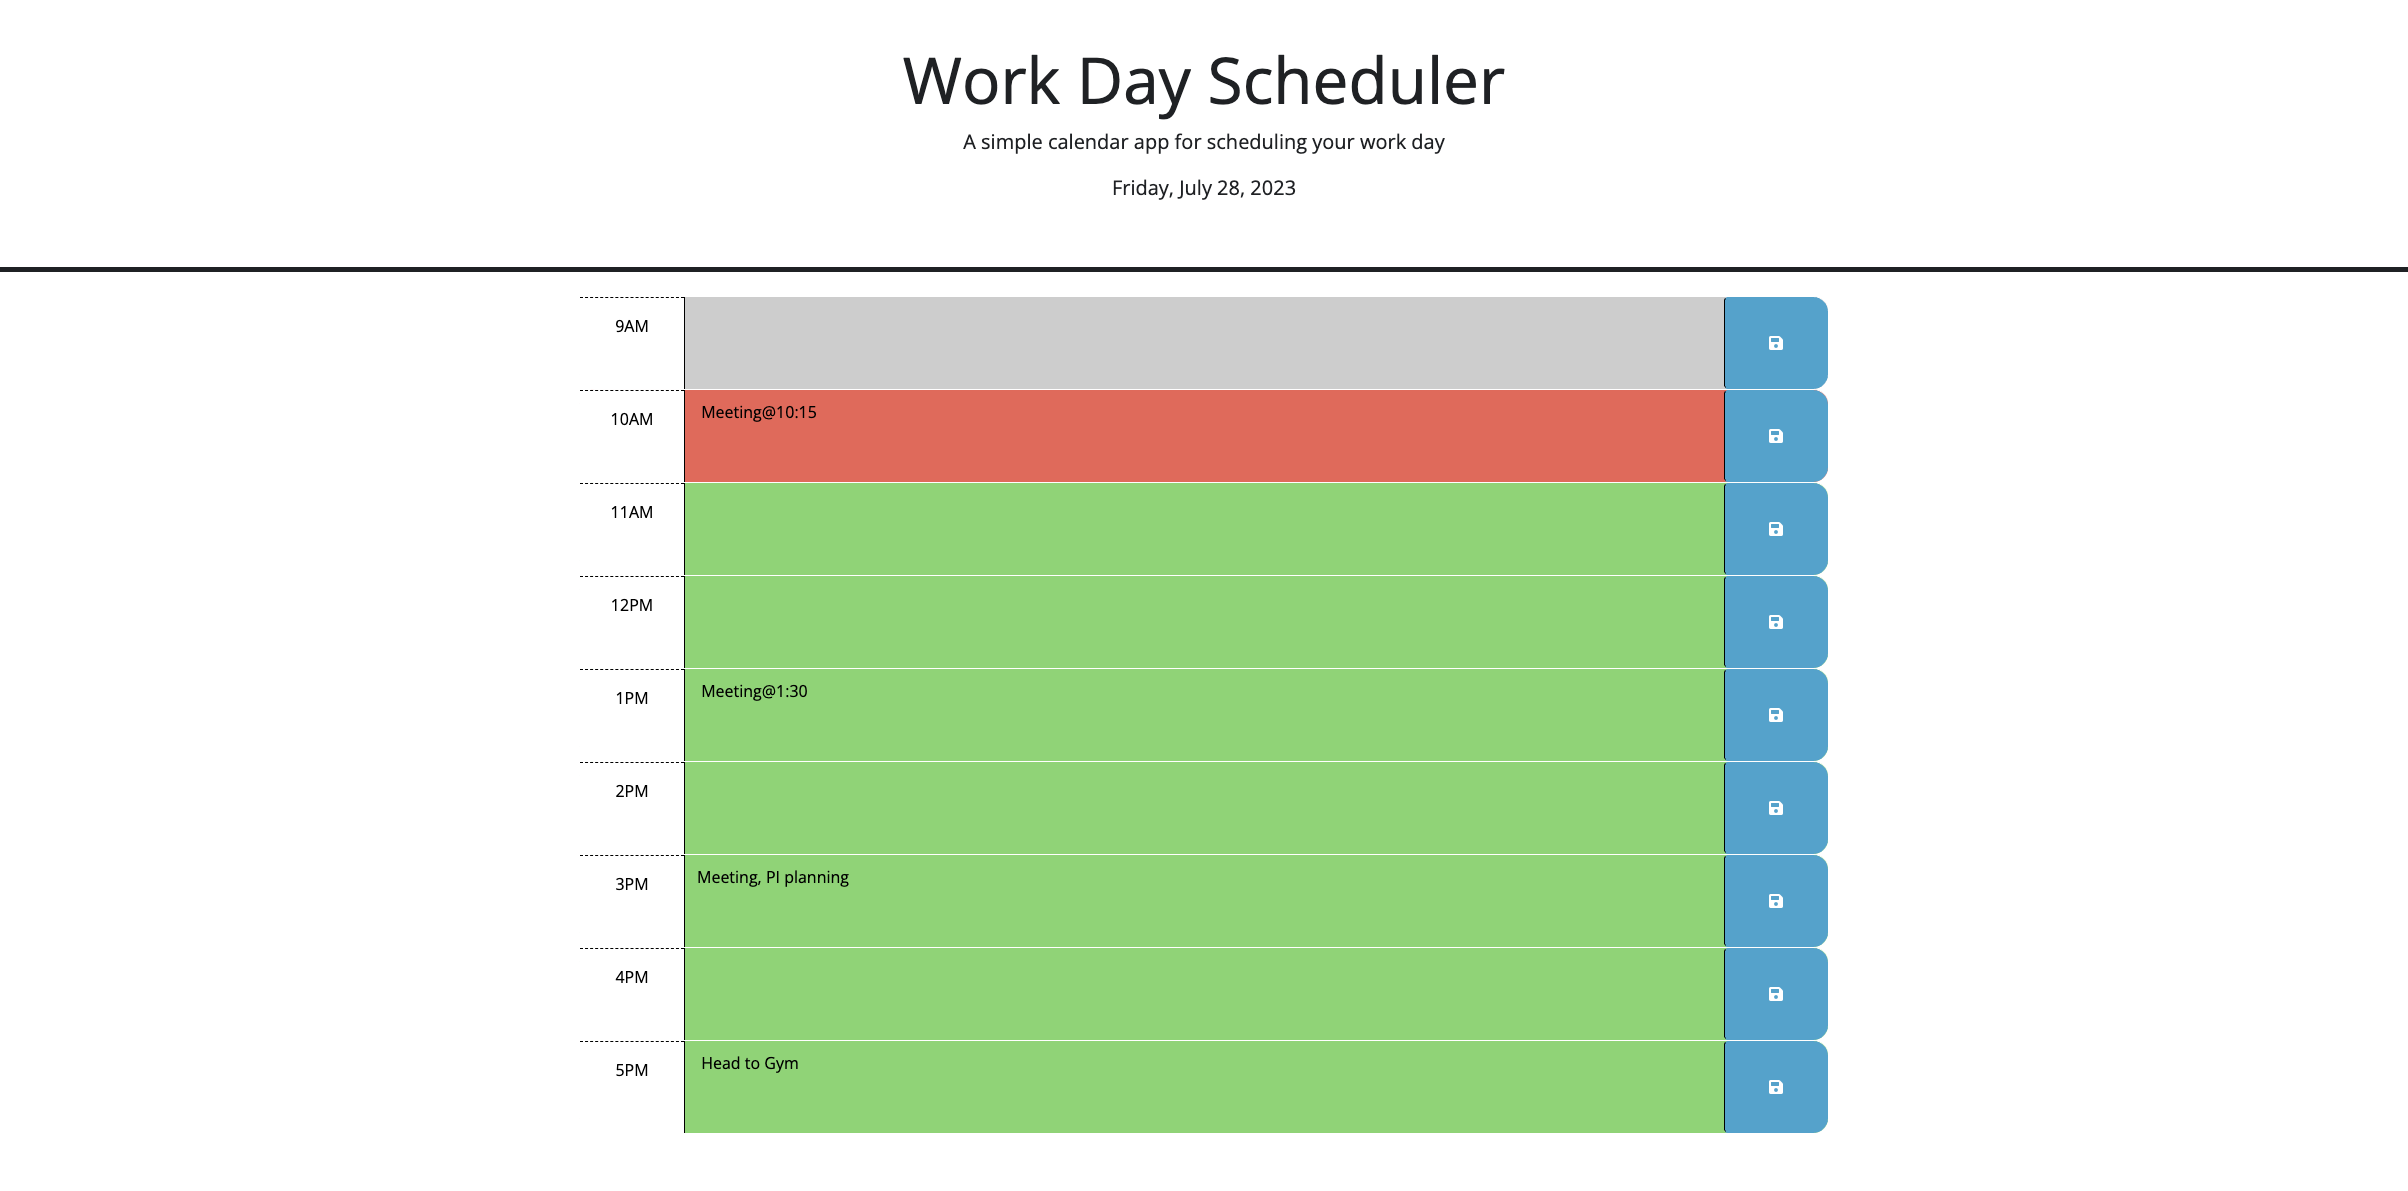 Work Day Scheduler
A simple calendar app for scheduling your work day
Friday, July 28, 2023
9AM
10AM Meeting@10:15
11AM
12PM
1PM Meeting@1:30
2PM
3PM Meeting, PI planning
4PM
5PM Head to Gym